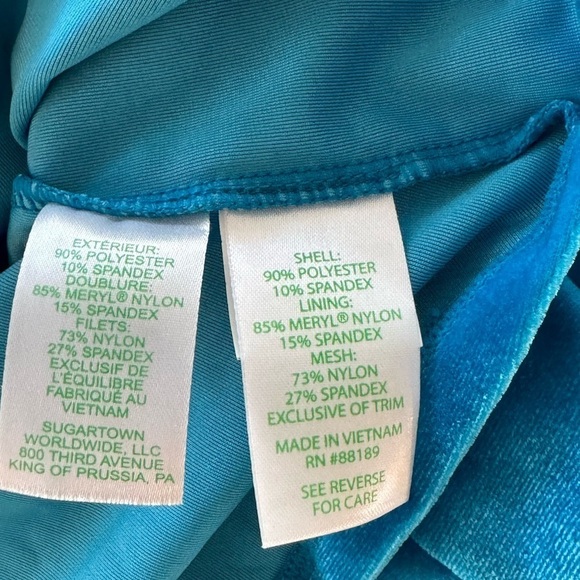 EXTÉRIEUR:
90% POLYESTER
10% SPANDEX
DOUBLURE:
85% MERYL® NYLON
15% SPANDEX
FILETS:
73% NYLON
27% SPANDEX
EXCLUSIF DE
L'ÉQUILIBRE
FABRIQUÉ AU
VIETNAM
SUGARTOWN
WORLDWIDE, LLC
800 THIRD AVENUE
KING OF PRUSSIA, PA
SHELL:
90% POLYESTER
10% SPANDEX
LINING:
85% MERYL® NYLON
15% SPANDEX
MESH:
73% NYLON
27% SPANDEX
EXCLUSIVE OF TRIM
MADE IN VIETNAM
RN #88189
SEE REVERSE
FOR CARE